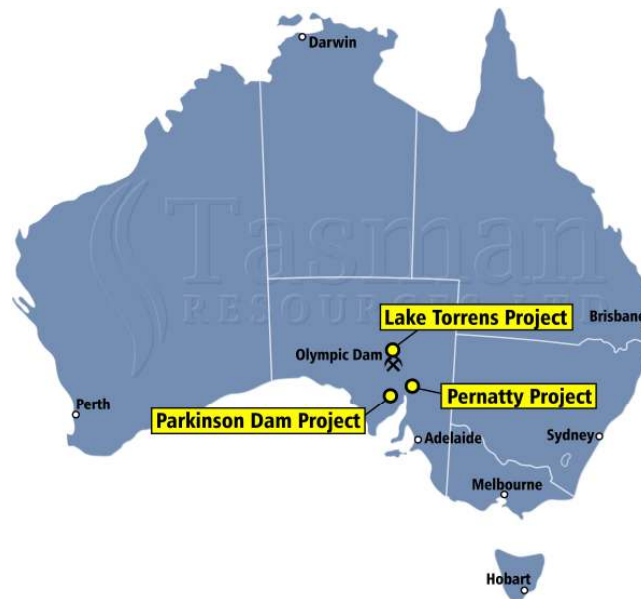 Darwin
Tasman
RESOURCES LTD
Lake Torrens Project
Brisbane
Olympic Dam
Pernatty Project
Perth
Parkinson Dam Project
Adelaide
Sydney
Melbourne
Hobart